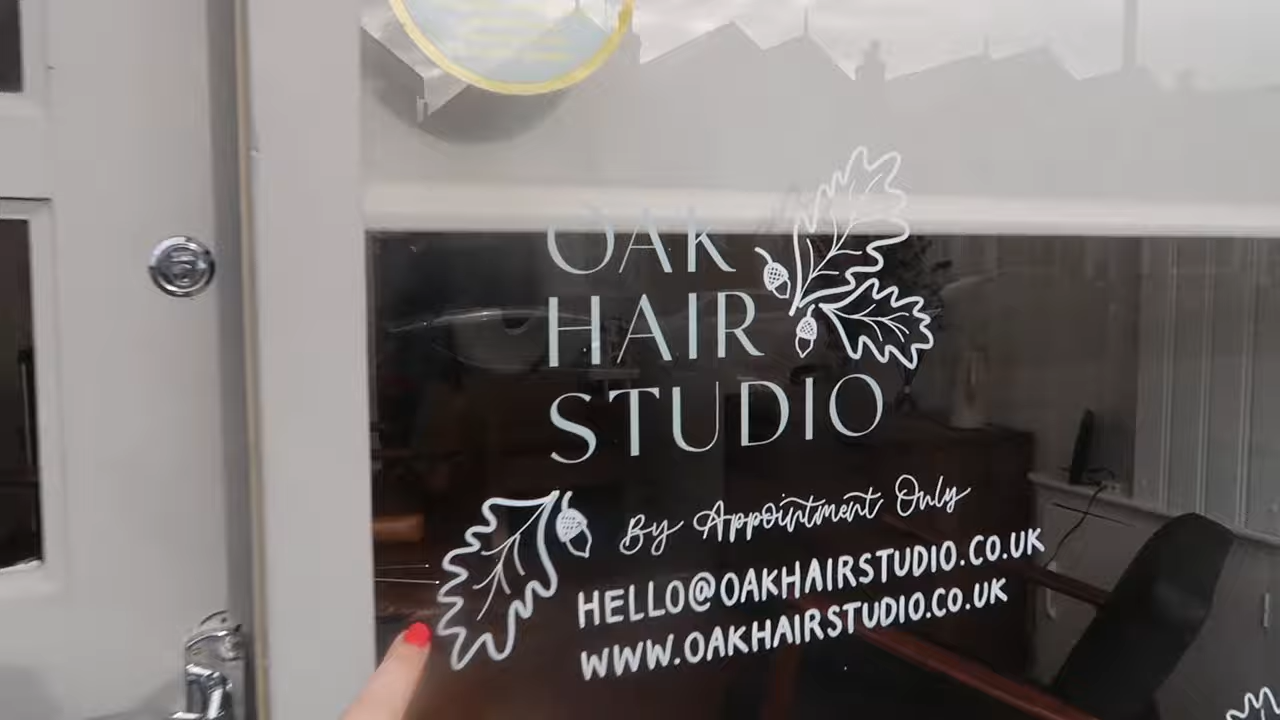 OAK
HAIR
STUDIO
By Appointment Only
HELLO@OAKHAIRSTUDIO.CO.UK
WWW.OAKHAIRSTUDIO.CO.UK